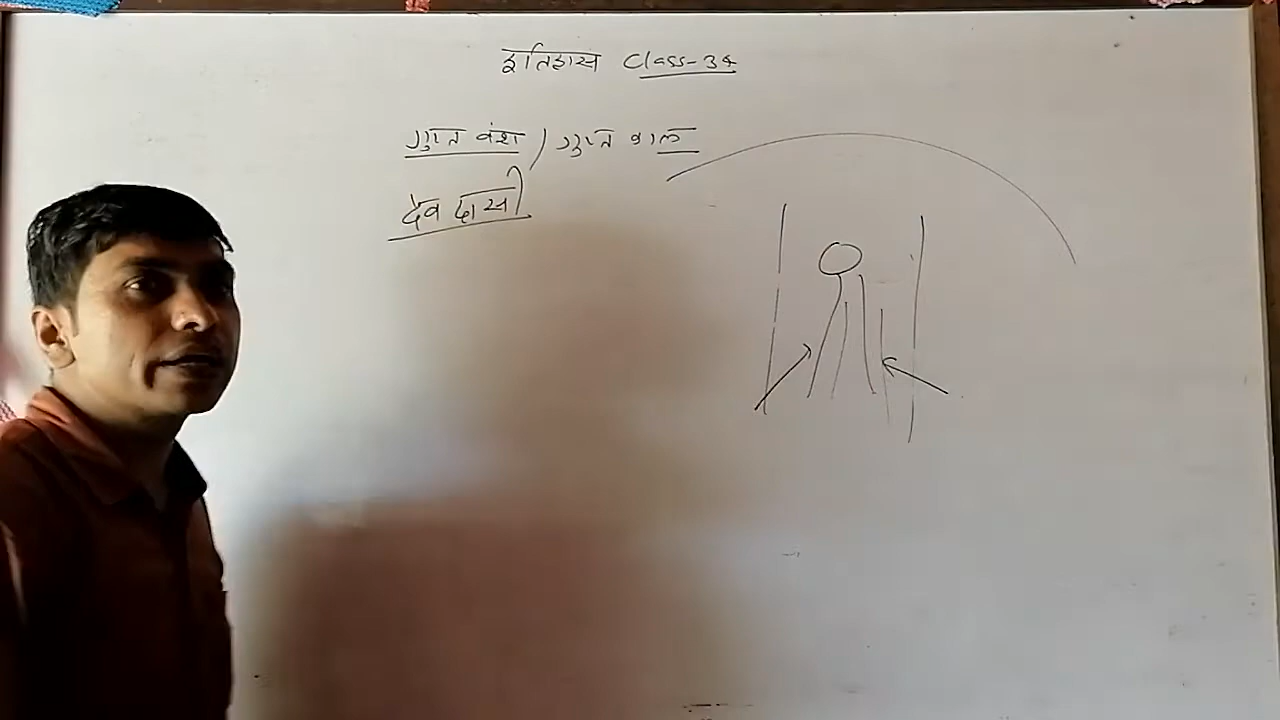 इतिहास Class-34
गुप्त वंश / गुप्त काल
देव दासी